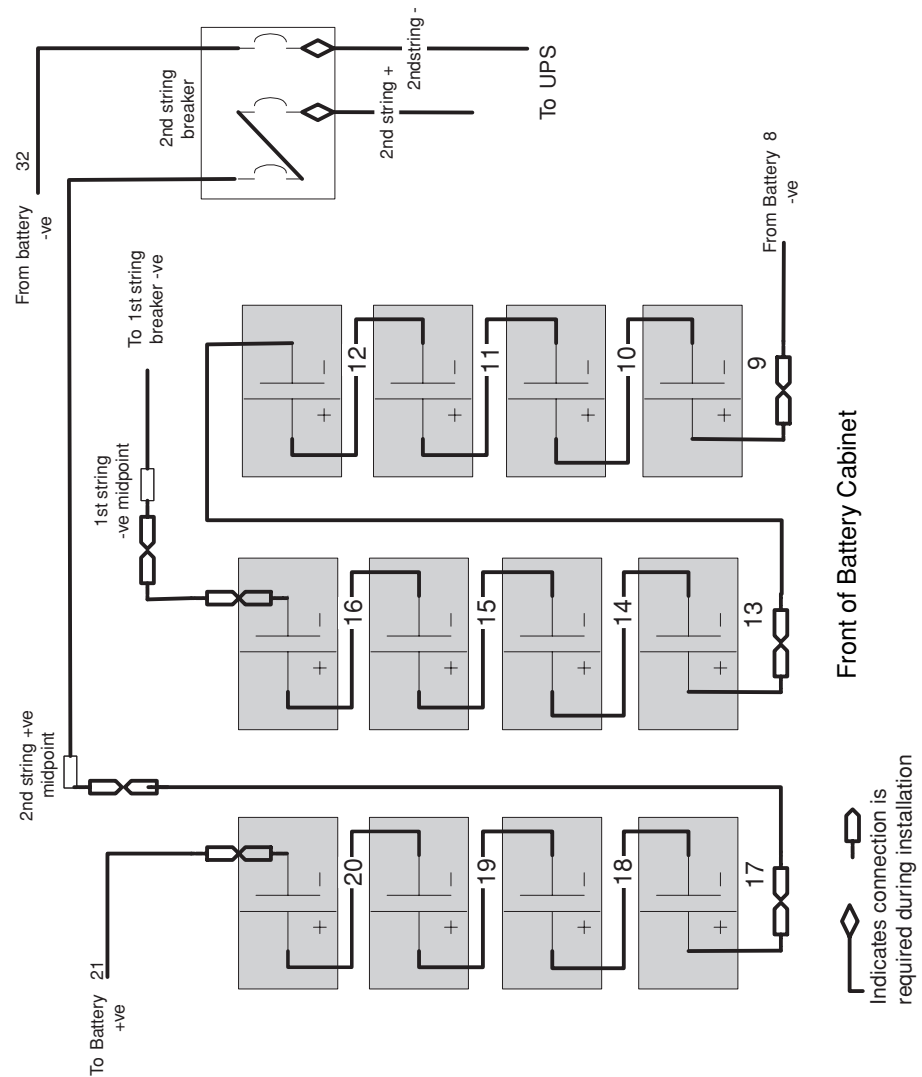 From battery 32
-ve
2nd string +ve
midpoint
To Battery 21
+ve
1st string
-ve midpoint
To 1st string
breaker -ve
2nd string
breaker
2nd string +
2ndstring -
To UPS
20
16
12
19
15
11
18
14
10
17
13
9
From Battery 8
-ve
Front of Battery Cabinet
Indicates connection is
required during installation